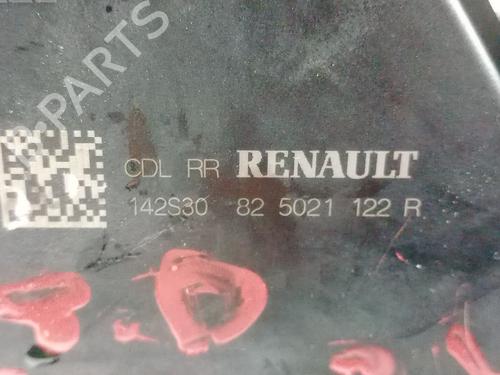 -PARTS
CDL RR RENAULT
142S30 82 5021 122 R